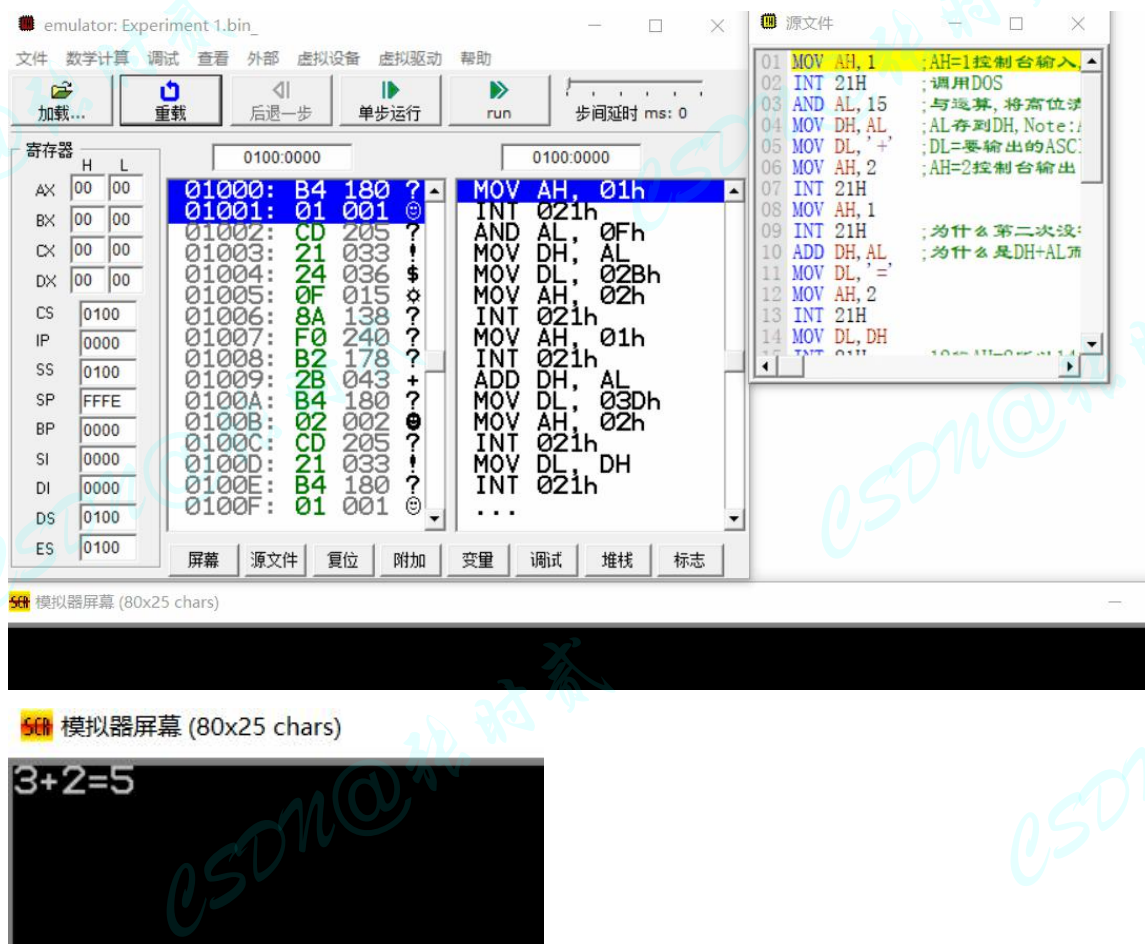 emulator: Experiment 1.bin_
文件 数学计算 调试 查看 外部 虚拟设备 虚拟驱动 帮助
加载... 重载 后退一步 单步运行 run 步间延时 ms: 0
寄存器
H L
0100:0000 0100:0000
AX 00 00
BX 00 00
CX 00 00
DX 00 00
CS 0100
IP 0000
SS 0100
SP FFFE
BP 0000
SI 0000
DI 0000
DS 0100
ES 0100
01000: B4 180 ?
01001: 01 001 ☺
01002: CD 205 ?
01003: 21 033 !
01004: 24 036 $
01005: 0F 015 ☼
01006: 8A 138 ?
01007: F0 240 ?
01008: B2 178 ?
01009: 2B 043 +
0100A: B4 180 ?
0100B: 02 002 ☻
0100C: CD 205 ?
0100D: 21 033 !
0100E: B4 180 ?
0100F: 01 001 ☺
MOV AH, 01h
INT 021h
AND AL, 0Fh
MOV DH, AL
MOV DL, 02Bh
MOV AH, 02h
INT 021h
MOV AH, 01h
INT 021h
ADD DH, AL
MOV DL, 03Dh
MOV AH, 02h
INT 021h
MOV DL, DH
INT 021h
...
屏幕 源文件 复位 附加 变量 调试 堆栈 标志
源文件
01 MOV AH,1 ;AH=1控制台输入,
02 INT 21H ;调用DOS
03 AND AL,15 ;与运算,将高位清
04 MOV DH,AL ;AL存到DH,Note:
05 MOV DL,'+' ;DL=要输出的ASC
06 MOV AH,2 ;AH=2控制台输出
07 INT 21H
08 MOV AH,1
09 INT 21H ;为什么第二次没
10 ADD DH,AL ;为什么是DH+AL而
11 MOV DL,'='
12 MOV AH,2
13 INT 21H
14 MOV DL,DH
SCR 模拟器屏幕 (80x25 chars)
SCR 模拟器屏幕 (80x25 chars)
3+2=5
CSDN@张时贰